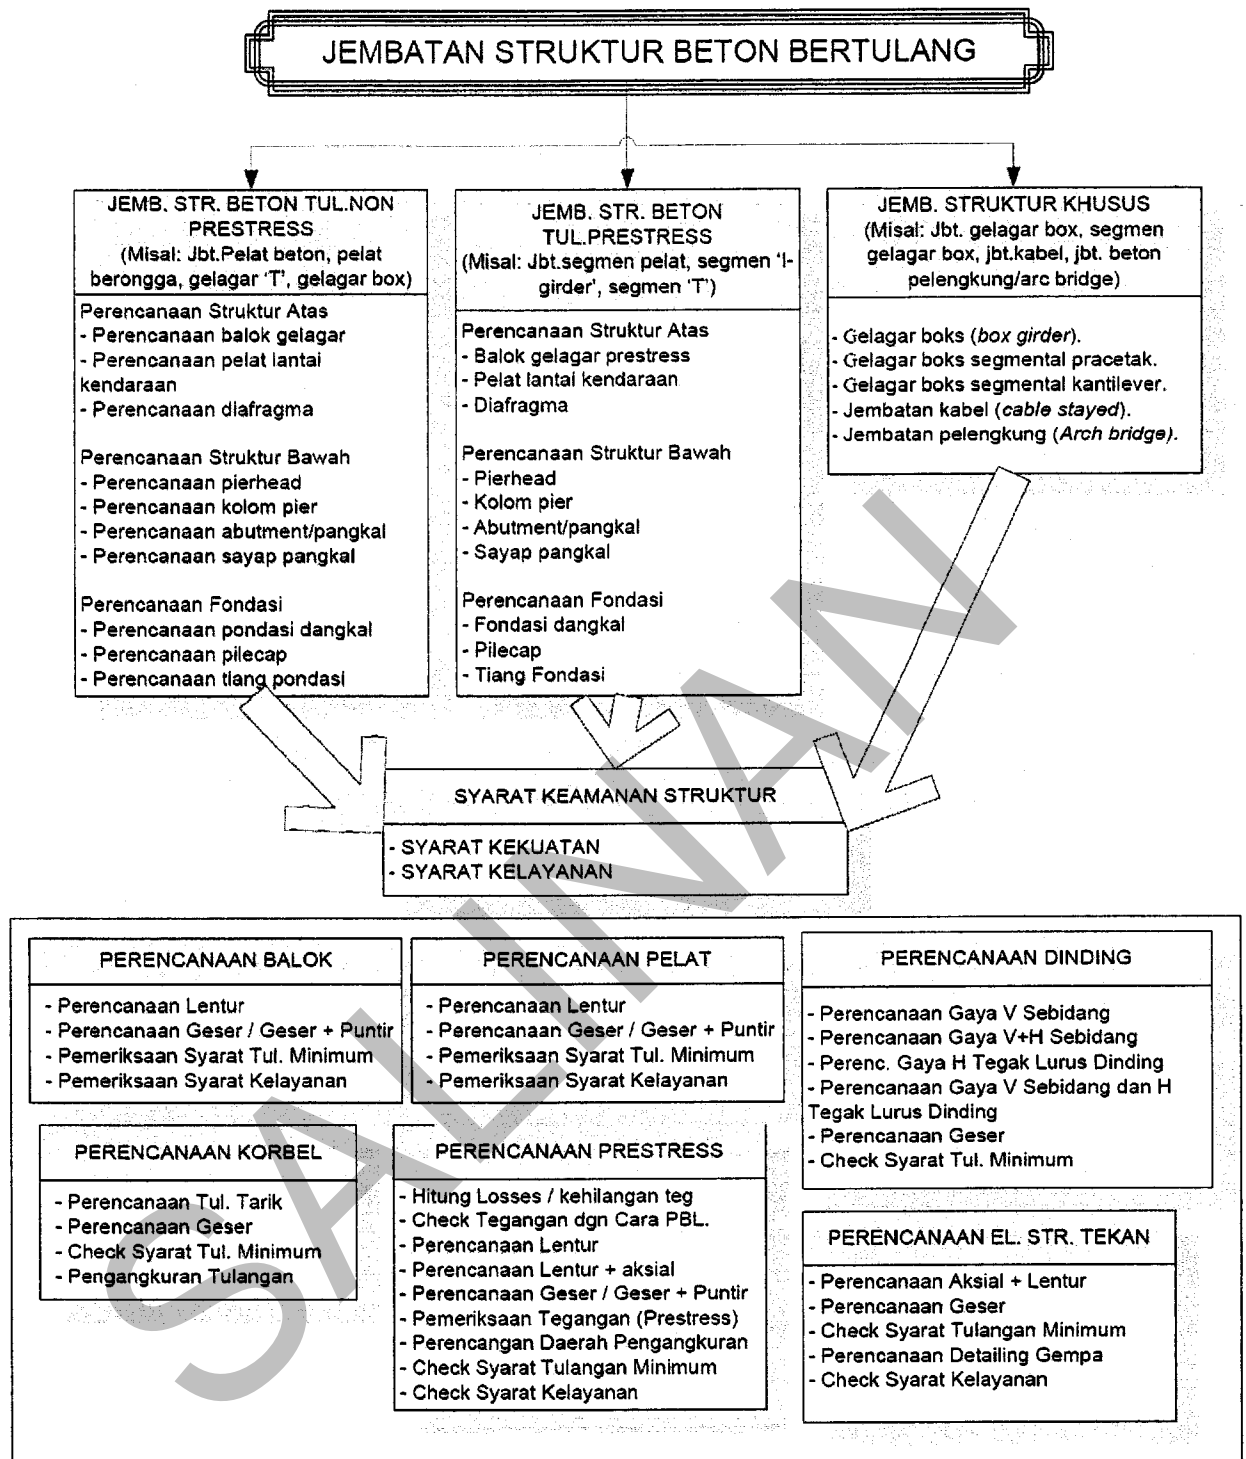 JEMBATAN STRUKTUR BETON BERTULANG
JEMB. STR. BETON TUL.NON
PRESTRESS
(Misal: Jbt.Pelat beton, pelat
berongga, gelagar 'T', gelagar box)
Perencanaan Struktur Atas
- Perencanaan balok gelagar
- Perencanaan pelat lantai
kendaraan
- Perencanaan diafragma
Perencanaan Struktur Bawah
- Perencanaan pierhead
- Perencanaan kolom pier
- Perencanaan abutment/pangkal
- Perencanaan sayap pangkal
Perencanaan Fondasi
- Perencanaan pondasi dangkal
- Perencanaan pilecap
- Perencanaan tiang pondasi
JEMB. STR. BETON
TUL.PRESTRESS
(Misal: Jbt.segmen pelat, segmen 'I-
girder', segmen 'T')
Perencanaan Struktur Atas
- Balok gelagar prestress
- Pelat lantai kendaraan
- Diafragma
Perencanaan Struktur Bawah
- Pierhead
- Kolom pier
- Abutment/pangkal
- Sayap pangkal
Perencanaan Fondasi
- Fondasi dangkal
- Pilecap
- Tiang Fondasi
JEMB. STRUKTUR KHUSUS
(Misal: Jbt. gelagar box, segmen
gelagar box, jbt.kabel, jbt. beton
pelengkung/arc bridge)
- Gelagar boks (box girder).
- Gelagar boks segmental pracetak.
- Gelagar boks segmental kantilever.
- Jembatan kabel (cable stayed).
- Jembatan pelengkung (Arch bridge).
SYARAT KEAMANAN STRUKTUR
- SYARAT KEKUATAN
- SYARAT KELAYANAN
PERENCANAAN BALOK
- Perencanaan Lentur
- Perencanaan Geser / Geser + Puntir
- Pemeriksaan Syarat Tul. Minimum
- Pemeriksaan Syarat Kelayanan
PERENCANAAN PELAT
- Perencanaan Lentur
- Perencanaan Geser / Geser + Puntir
- Pemeriksaan Syarat Tul. Minimum
- Pemeriksaan Syarat Kelayanan
PERENCANAAN DINDING
- Perencanaan Gaya V Sebidang
- Perencanaan Gaya V+H Sebidang
- Perenc. Gaya H Tegak Lurus Dinding
- Perencanaan Gaya V Sebidang dan H
Tegak Lurus Dinding
- Perencanaan Geser
- Check Syarat Tul. Minimum
PERENCANAAN KORBEL
- Perencanaan Tul. Tarik
- Perencanaan Geser
- Check Syarat Tul. Minimum
- Pengangkuran Tulangan
PERENCANAAN PRESTRESS
- Hitung Losses / kehilangan teg
- Check Tegangan dgn Cara PBL.
- Perencanaan Lentur
- Perencanaan Lentur + aksial
- Perencanaan Geser / Geser + Puntir
- Pemeriksaan Tegangan (Prestress)
- Perencangan Daerah Pengangkuran
- Check Syarat Tulangan Minimum
- Check Syarat Kelayanan
PERENCANAAN EL. STR. TEKAN
- Perencanaan Aksial + Lentur
- Perencanaan Geser
- Check Syarat Tulangan Minimum
- Perencanaan Detailing Gempa
- Check Syarat Kelayanan
SALINAN